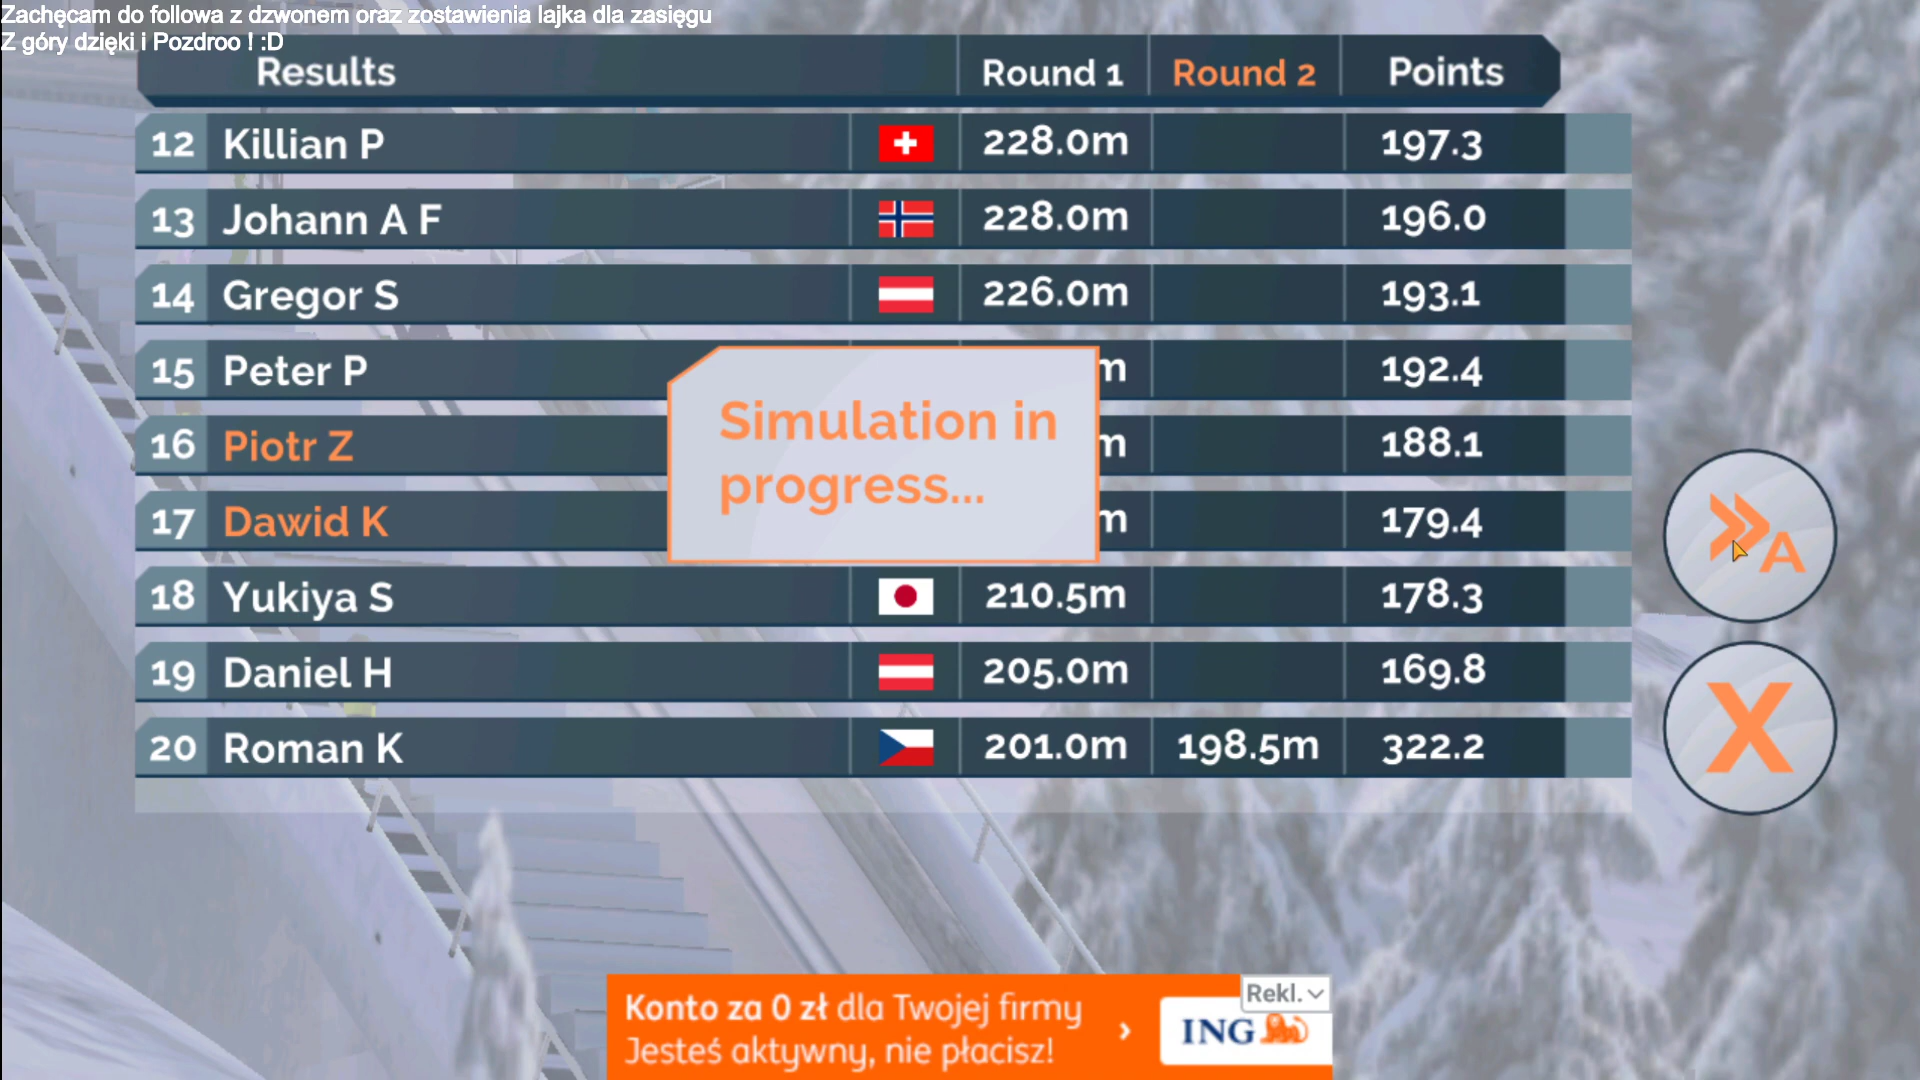 Zachęcam do followa z dzwonem oraz zostawienia lajka dla zasięgu
Z góry dzięki i Pozdroo ! :D
Results Round 1 Round 2 Points
12 Killian P 228.0m 197.3
13 Johann A F 228.0m 196.0
14 Gregor S 226.0m 193.1
15 Peter P m 192.4
16 Piotr Z m 188.1
17 Dawid K m 179.4
Simulation in
progress...
18 Yukiya S 210.5m 178.3
19 Daniel H 205.0m 169.8
20 Roman K 201.0m 198.5m 322.2
A
X
Konto za 0 zł dla Twojej firmy
Jesteś aktywny, nie płacisz!
Rekl.
ING